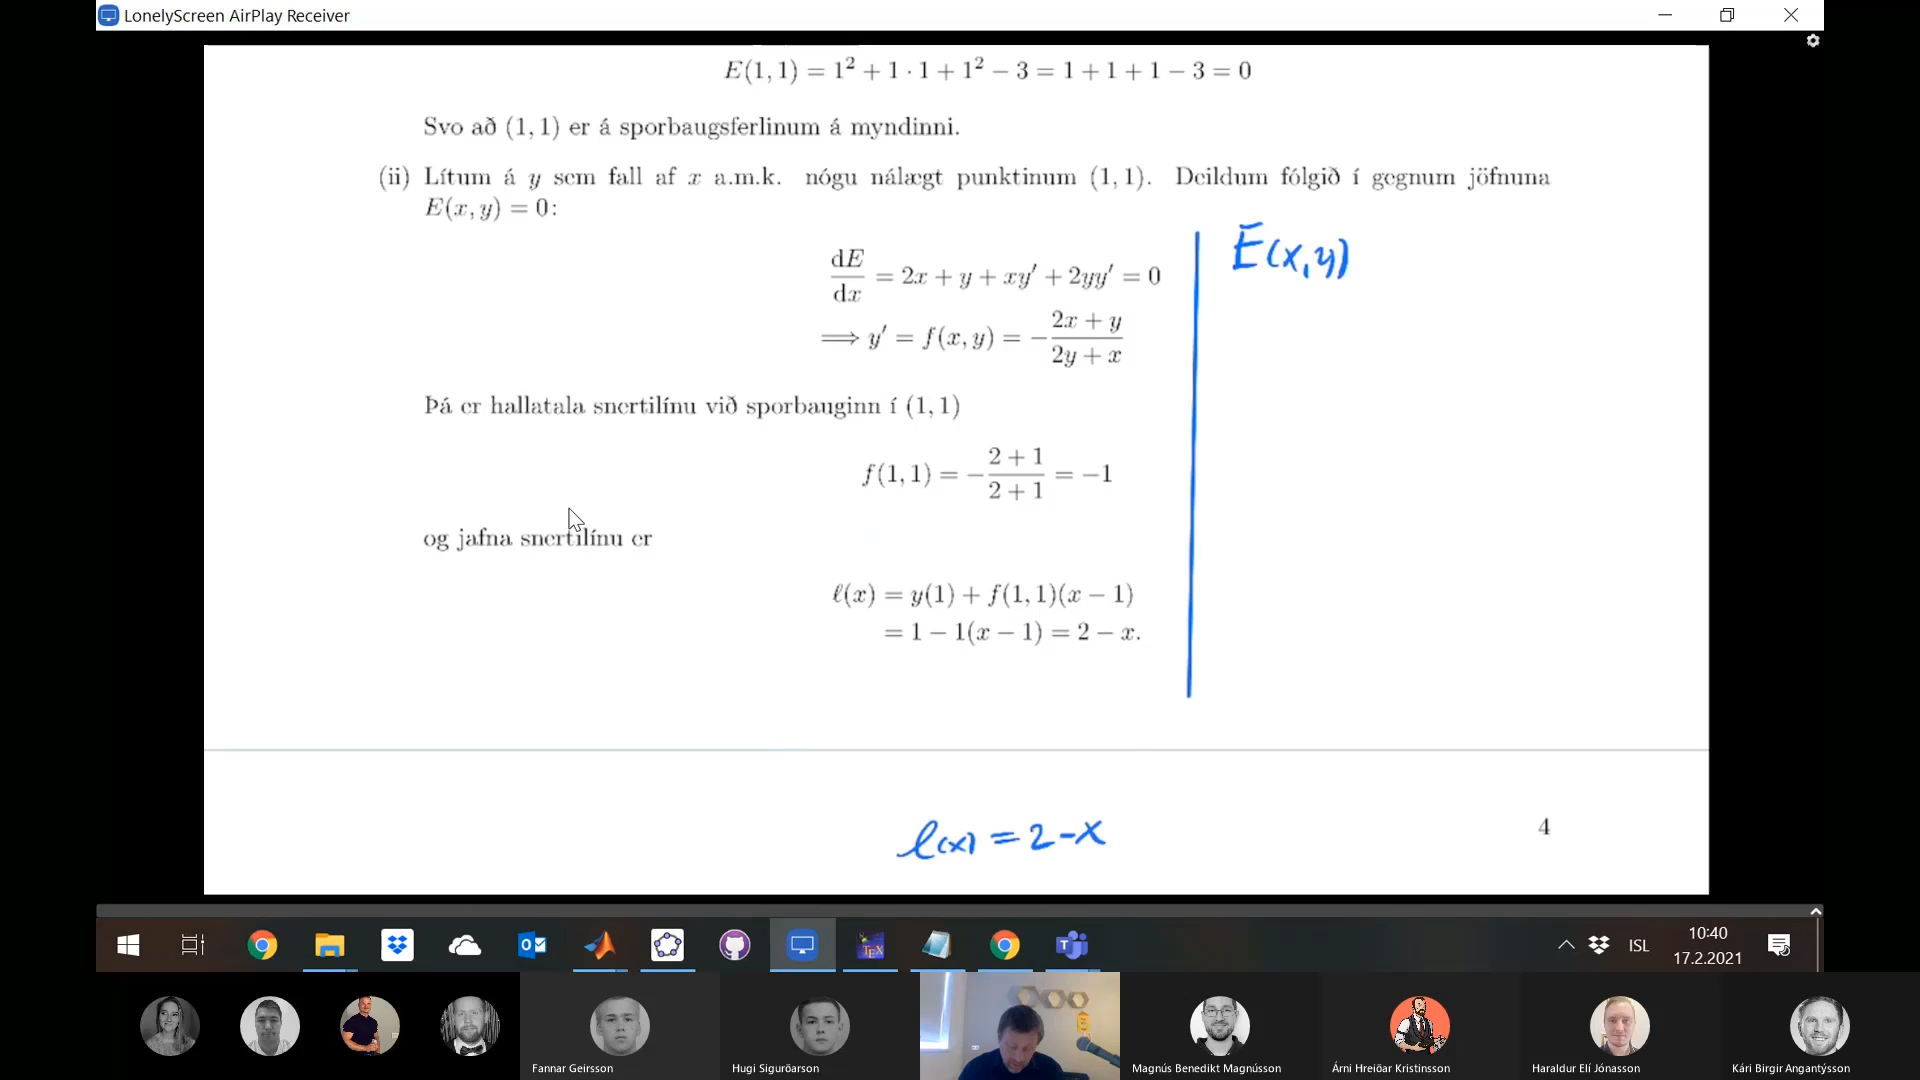 LonelyScreen AirPlay Receiver
E(1, 1) = 1² + 1 · 1 + 1² − 3 = 1 + 1 + 1 − 3 = 0
Svo að (1, 1) er á sporbaugsferlinum á myndinni.
(ii) Lítum á y sem fall af x a.m.k. nógu nálægt punktinum (1, 1). Deildum fólgið í gegnum jöfnuna
E(x, y) = 0:
dE/dx = 2x + y + xy′ + 2yy′ = 0
E(x,y)
⟹ y′ = f(x, y) = −(2x + y)/(2y + x)
Þá er hallatala snertilínu við sporbauginn í (1, 1)
f(1, 1) = −(2 + 1)/(2 + 1) = −1
og jafna snertilínu er
ℓ(x) = y(1) + f(1, 1)(x − 1)
= 1 − 1(x − 1) = 2 − x.
4
ℓ(x) = 2-x
TEX
ISL
10:40
17.2.2021
Fannar Geirsson
Hugi Sigurðarson
Magnús Benedikt Magnússon
Árni Hreiðar Kristinsson
Haraldur Elí Jónasson
Kári Birgir Angantýsson